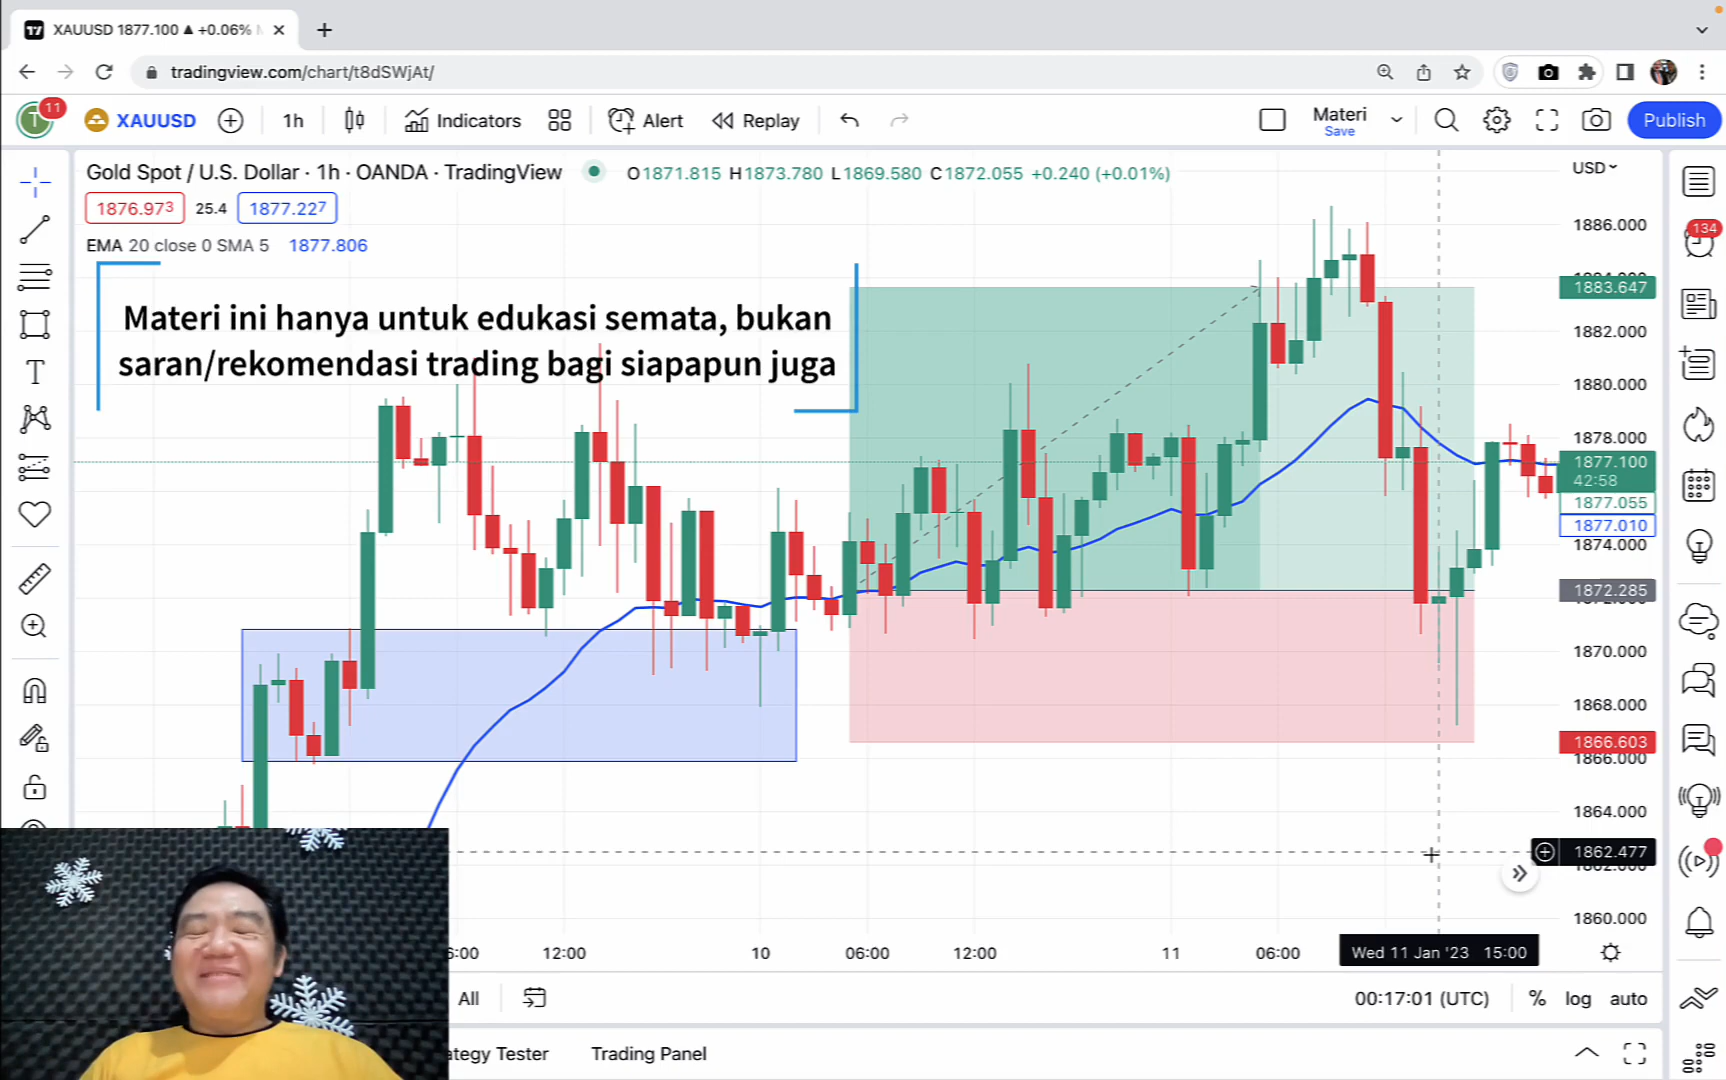 XAUUSD 1877.100 ▲ +0.06%
tradingview.com/chart/t8dSWjAt/
T 11 XAUUSD 1h Indicators Alert Replay Materi Save Publish
Gold Spot / U.S. Dollar · 1h · OANDA · TradingView O1871.815 H1873.780 L1869.580 C1872.055 +0.240 (+0.01%) USD
1876.973 25.4 1877.227
EMA 20 close 0 SMA 5 1877.806
Materi ini hanya untuk edukasi semata, bukan
saran/rekomendasi trading bagi siapapun juga
1886.000
1883.647
1882.000
1880.000
1878.000
1877.100
42:58
1877.055
1877.010
1874.000
1872.285
1870.000
1868.000
1866.603
1866.000
1864.000
1862.477
1860.000
134
T
12:00 10 06:00 12:00 11 06:00 Wed 11 Jan '23 15:00
All 00:17:01 (UTC) % log auto
Tester Trading Panel